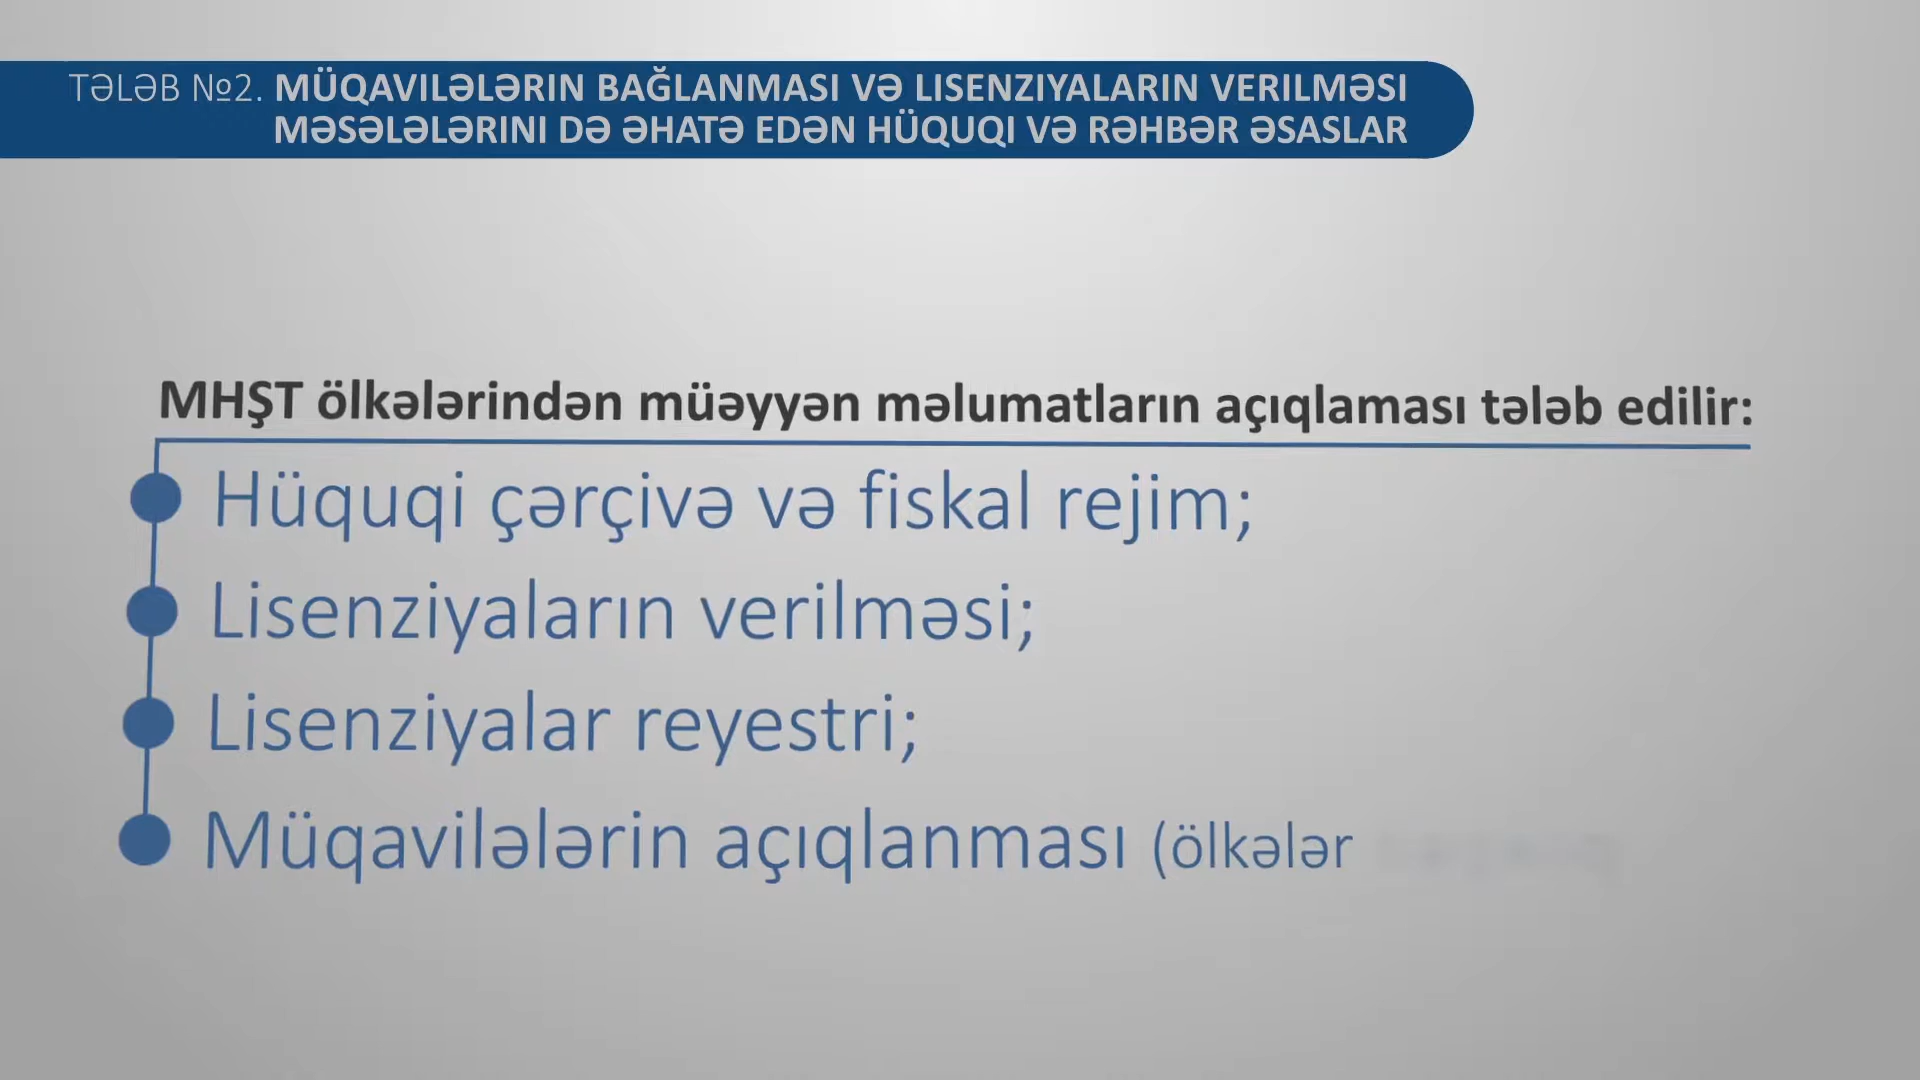 TƏLƏB №2. MÜQAVILƏLƏRIN BAĞLANMASI VƏ LISENZIYALARIN VERILMƏSI
MƏSƏLƏLƏRINI DƏ ƏHATƏ EDƏN HÜQUQI VƏ RƏHBƏR ƏSASLAR
MHŞT ölkələrindən müəyyən məlumatların açıqlaması tələb edilir:
Hüquqi çərçivə və fiskal rejim;
Lisenziyaların verilməsi;
Lisenziyalar reyestri;
Müqavilələrin açıqlanması (ölkələr